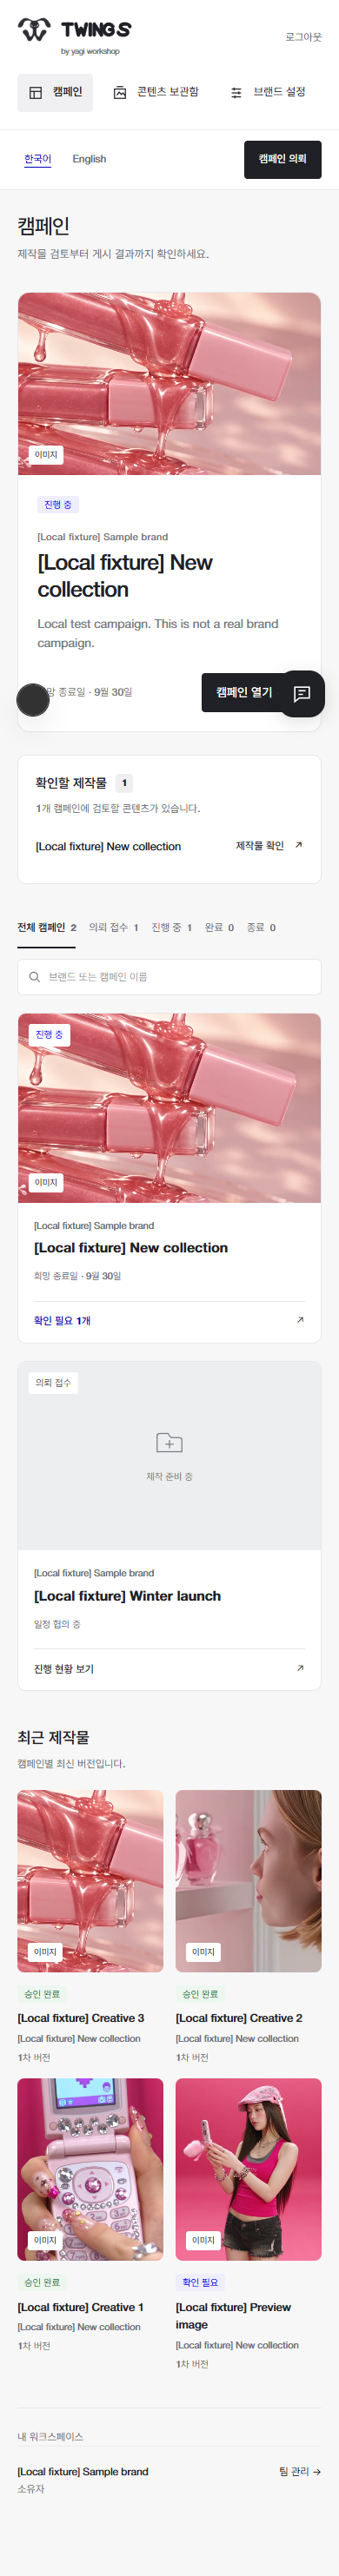 TWINGS
by yagi workshop
로그아웃
캠페인
콘텐츠 보관함
브랜드 설정
한국어
English
캠페인 의뢰
캠페인
제작물 검토부터 게시 결과까지 확인하세요.
이미지
진행 중
[Local fixture] Sample brand
[Local fixture] New
collection
Local test campaign. This is not a real brand
campaign.
망 종료일 · 9월 30일
캠페인 열기
확인할 제작물 1
1개 캠페인에 검토할 콘텐츠가 있습니다.
[Local fixture] New collection
제작물 확인
전체 캠페인 2
의뢰 접수 1
진행 중 1
완료 0
종료 0
브랜드 또는 캠페인 이름
진행 중
이미지
[Local fixture] Sample brand
[Local fixture] New collection
희망 종료일 · 9월 30일
확인 필요 1개
의뢰 접수
제작 준비 중
[Local fixture] Sample brand
[Local fixture] Winter launch
일정 협의 중
진행 현황 보기
최근 제작물
캠페인별 최신 버전입니다.
이미지
승인 완료
[Local fixture] Creative 3
[Local fixture] New collection
1차 버전
이미지
승인 완료
[Local fixture] Creative 2
[Local fixture] New collection
1차 버전
이미지
승인 완료
[Local fixture] Creative 1
[Local fixture] New collection
1차 버전
이미지
확인 필요
[Local fixture] Preview
image
[Local fixture] New collection
1차 버전
내 워크스페이스
[Local fixture] Sample brand
소유자
팀 관리